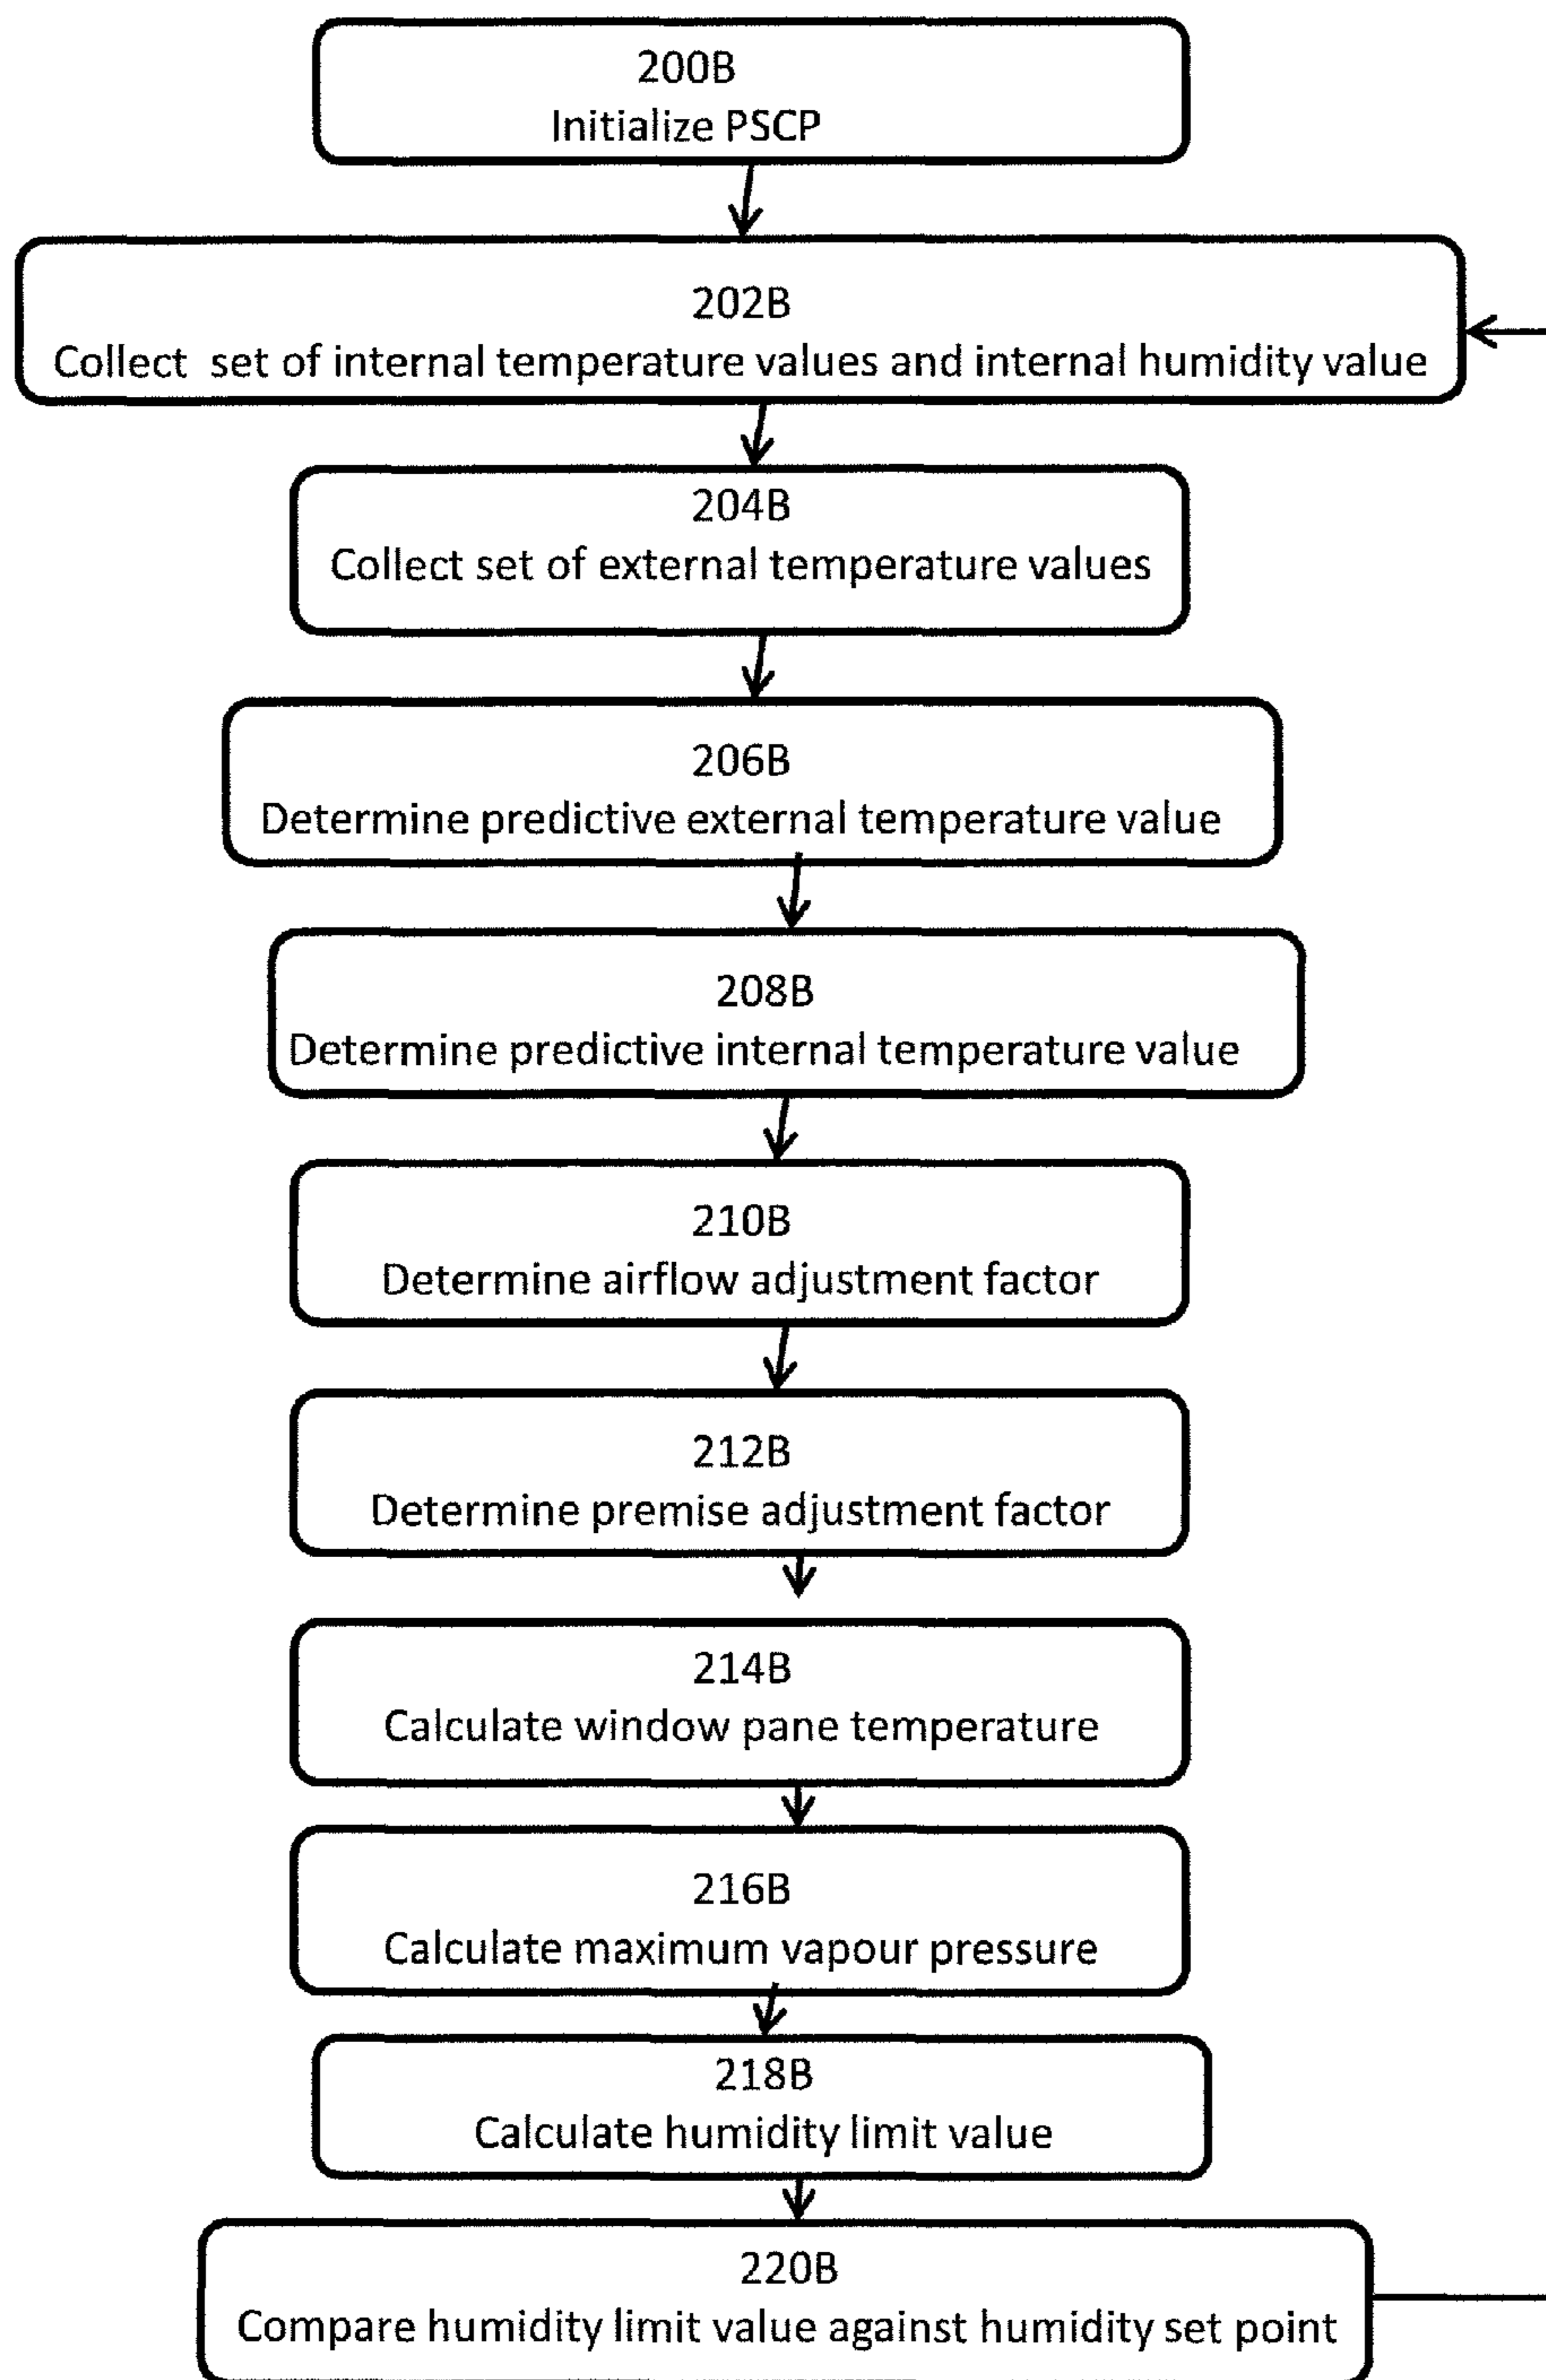 200B
Initialize PSCP
202B
Collect set of internal temperature values and internal humidity value
204B
Collect set of external temperature values
206B
Determine predictive external temperature value
208B
Determine predictive internal temperature value
210B
Determine airflow adjustment factor
212B
Determine premise adjustment factor
214B
Calculate window pane temperature
216B
Calculate maximum vapour pressure
218B
Calculate humidity limit value
220B
Compare humidity limit value against humidity set point